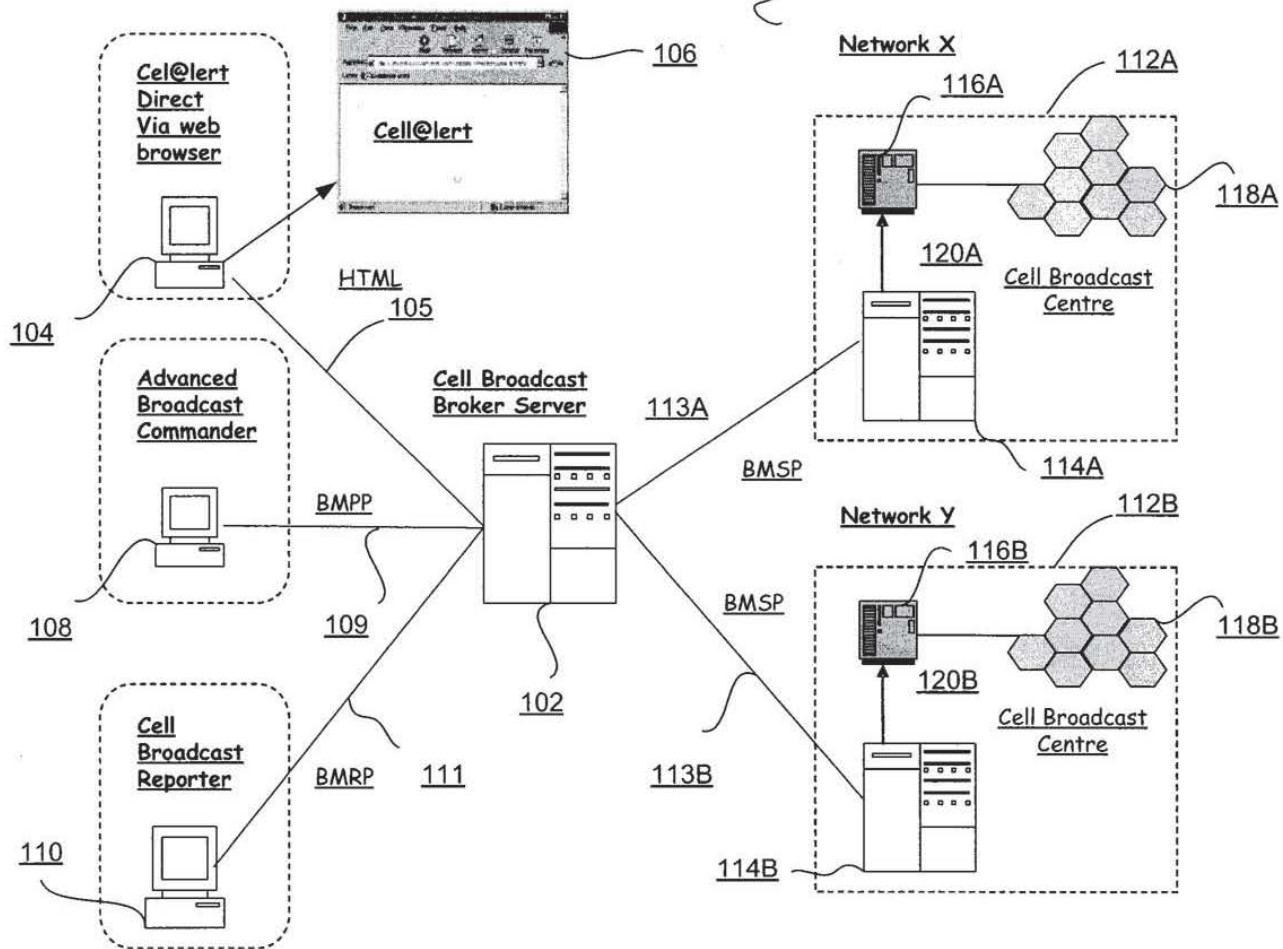 Cel@lert
Direct
Via web
browser
Cell@lert
106
104
HTML
105
Advanced
Broadcast
Commander
108
BMPP
109
Cell
Broadcast
Reporter
110
BMRP
111
Cell Broadcast
Broker Server
102
113A
BMSP
BMSP
113B
Network X
116A
112A
118A
120A
Cell Broadcast
Centre
114A
Network Y
112B
116B
118B
120B
Cell Broadcast
Centre
114B